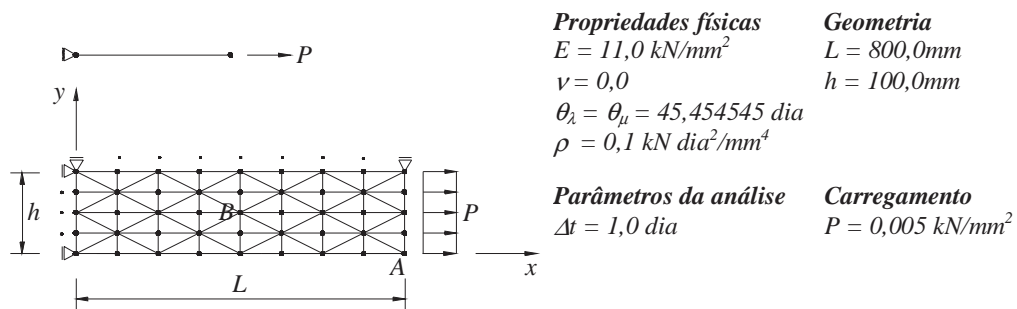 P
y
h
B
P
A
x
L
Propriedades físicas
E = 11,0 kN/mm²
ν = 0,0
θλ = θμ = 45,454545 dia
ρ = 0,1 kN dia²/mm⁴
Geometria
L = 800,0mm
h = 100,0mm
Parâmetros da análise
Δt = 1,0 dia
Carregamento
P = 0,005 kN/mm²